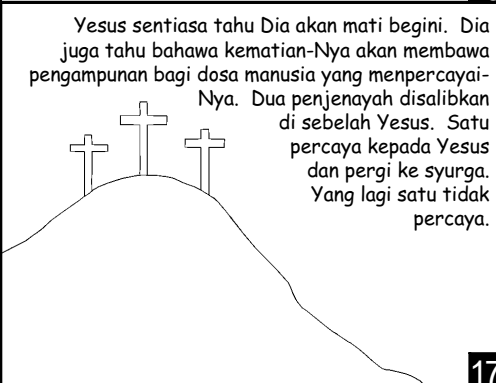 Yesus sentiasa tahu Dia akan mati begini. Dia
juga tahu bahawa kematian-Nya akan membawa
pengampunan bagi dosa manusia yang menpercayai-
Nya. Dua penjenayah disalibkan
di sebelah Yesus. Satu
percaya kepada Yesus
dan pergi ke syurga.
Yang lagi satu tidak
percaya.
17